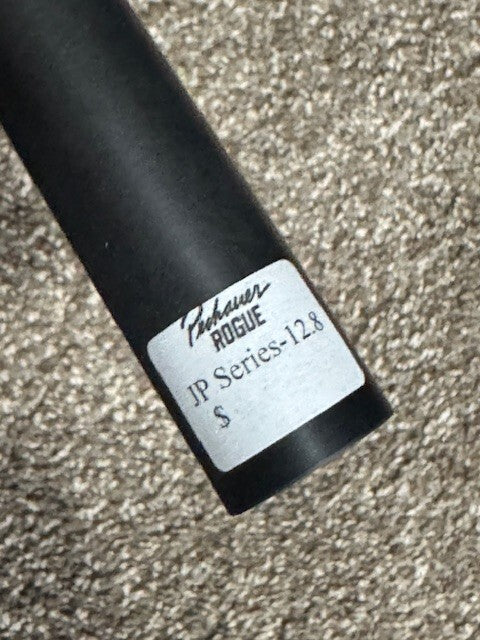 Pechauer
ROGUE
JP Series-12.8
$